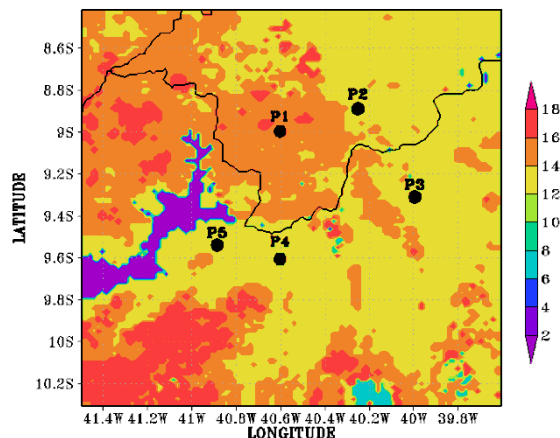 8.6S
8.8S
9S
9.2S
9.4S
9.6S
9.8S
10S
10.2S
LATITUDE
P1
P2
P3
P4
P5
41.4W 41.2W 41W 40.8W 40.6W 40.4W 40.2W 40W 39.8W
LONGITUDE
18
16
14
12
10
8
6
4
2